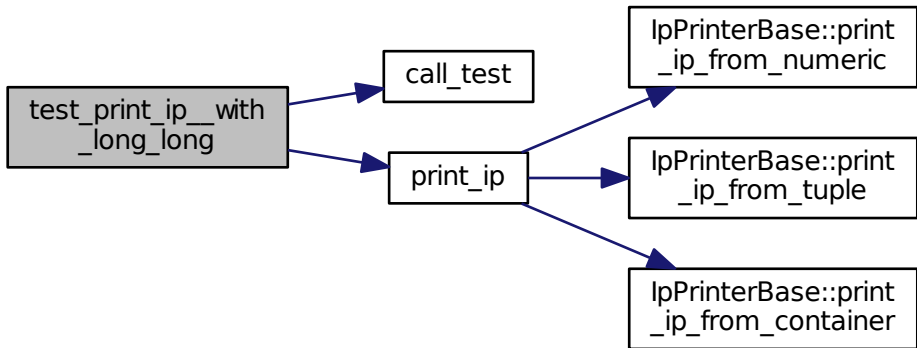 test_print_ip__with
_long_long
call_test
print_ip
IpPrinterBase::print
_ip_from_numeric
IpPrinterBase::print
_ip_from_tuple
IpPrinterBase::print
_ip_from_container